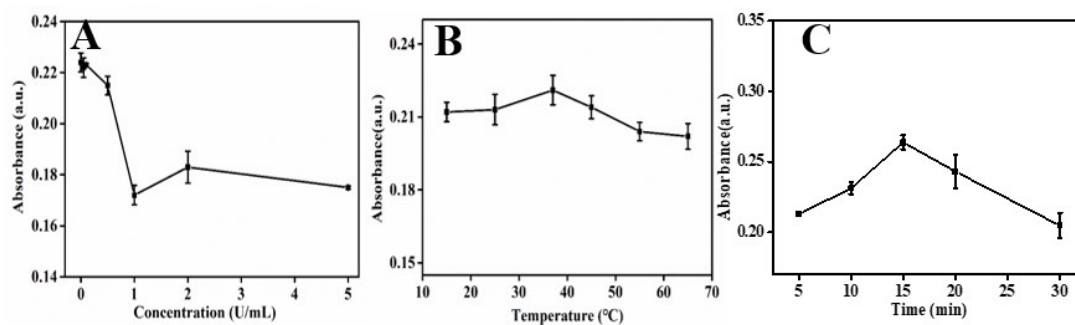 A
Absorbance (a.u.)
0.24
0.22
0.20
0.18
0.16
0.14
0 1 2 3 4 5
Concentration (U/mL)
B
Absorbance(a.u.)
0.24
0.21
0.18
0.15
10 20 30 40 50 60 70
Temperature (℃)
C
Absorbance(a.u.)
0.35
0.30
0.25
0.20
5 10 15 20 25 30
Time (min)